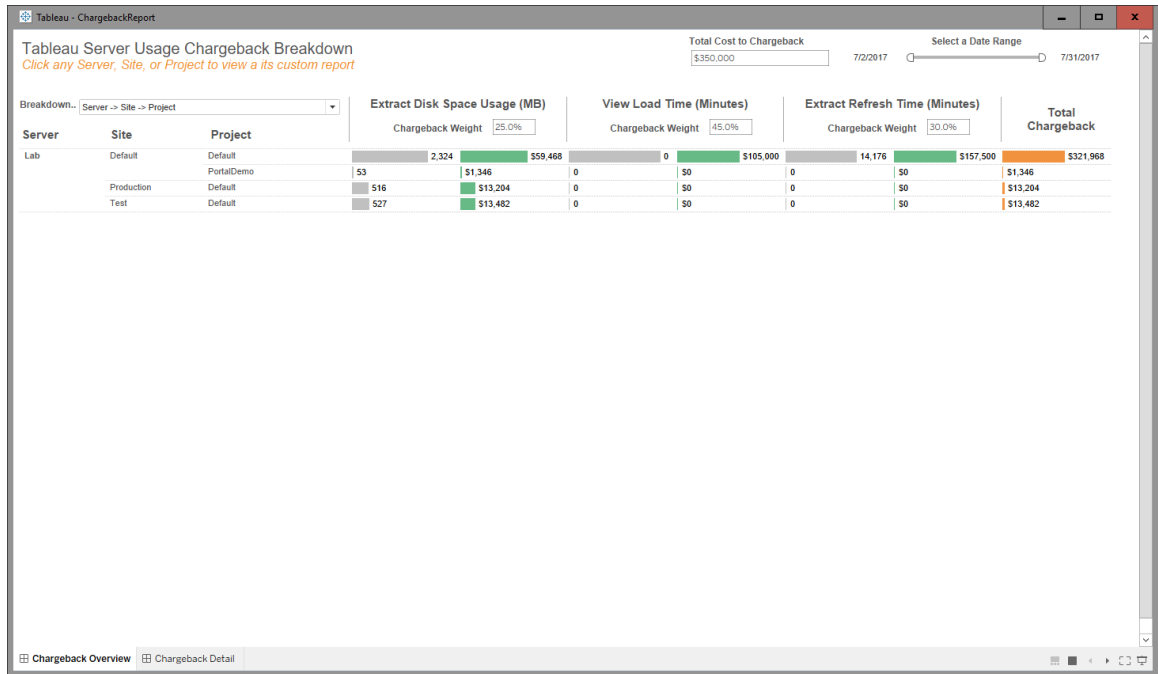 Tableau - ChargebackReport
Tableau Server Usage Chargeback Breakdown
Click any Server, Site, or Project to view a its custom report
Total Cost to Chargeback
$350,000
Select a Date Range
7/2/2017 7/31/2017
Breakdown.. Server -> Site -> Project
Extract Disk Space Usage (MB) View Load Time (Minutes) Extract Refresh Time (Minutes) Total Chargeback
Chargeback Weight 25.0% Chargeback Weight 45.0% Chargeback Weight 30.0%
Server Site Project
Lab Default Default 2,324 $59,468 0 $105,000 14,176 $157,500 $321,968
PortalDemo 53 $1,346 0 $0 0 $0 $1,346
Production Default 516 $13,204 0 $0 0 $0 $13,204
Test Default 527 $13,482 0 $0 0 $0 $13,482
Chargeback Overview Chargeback Detail